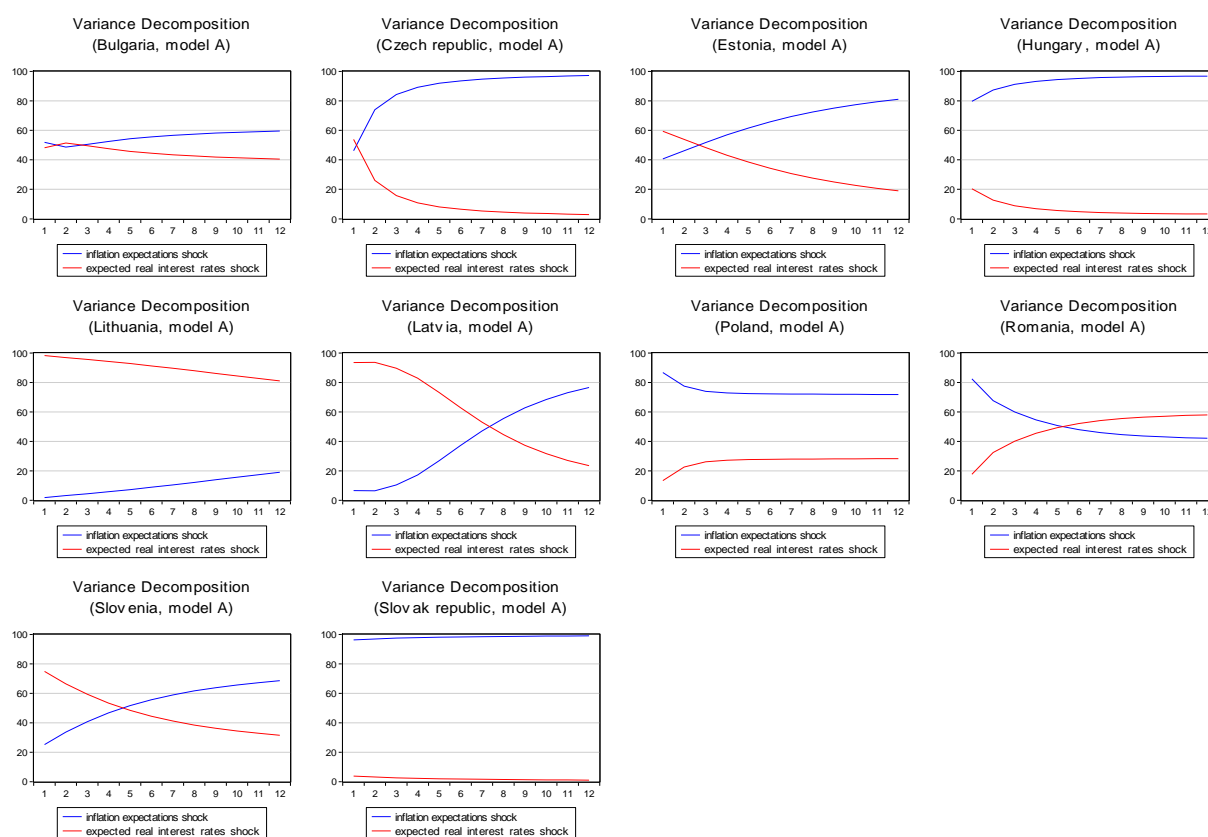 Variance Decomposition
(Bulgaria, model A)
100
80
60
40
20
0
1 2 3 4 5 6 7 8 9 10 11 12
inflation expectations shock
expected real interest rates shock
Variance Decomposition
(Czech republic, model A)
100
80
60
40
20
0
1 2 3 4 5 6 7 8 9 10 11 12
inflation expectations shock
expected real interest rates shock
Variance Decomposition
(Estonia, model A)
100
80
60
40
20
0
1 2 3 4 5 6 7 8 9 10 11 12
inflation expectations shock
expected real interest rates shock
Variance Decomposition
(Hungary, model A)
100
80
60
40
20
0
1 2 3 4 5 6 7 8 9 10 11 12
inflation expectations shock
expected real interest rates shock
Variance Decomposition
(Lithuania, model A)
100
80
60
40
20
0
1 2 3 4 5 6 7 8 9 10 11 12
inflation expectations shock
expected real interest rates shock
Variance Decomposition
(Latvia, model A)
100
80
60
40
20
0
1 2 3 4 5 6 7 8 9 10 11 12
inflation expectations shock
expected real interest rates shock
Variance Decomposition
(Poland, model A)
100
80
60
40
20
0
1 2 3 4 5 6 7 8 9 10 11 12
inflation expectations shock
expected real interest rates shock
Variance Decomposition
(Romania, model A)
100
80
60
40
20
0
1 2 3 4 5 6 7 8 9 10 11 12
inflation expectations shock
expected real interest rates shock
Variance Decomposition
(Slovenia, model A)
100
80
60
40
20
0
1 2 3 4 5 6 7 8 9 10 11 12
inflation expectations shock
expected real interest rates shock
Variance Decomposition
(Slovak republic, model A)
100
80
60
40
20
0
1 2 3 4 5 6 7 8 9 10 11 12
inflation expectations shock
expected real interest rates shock